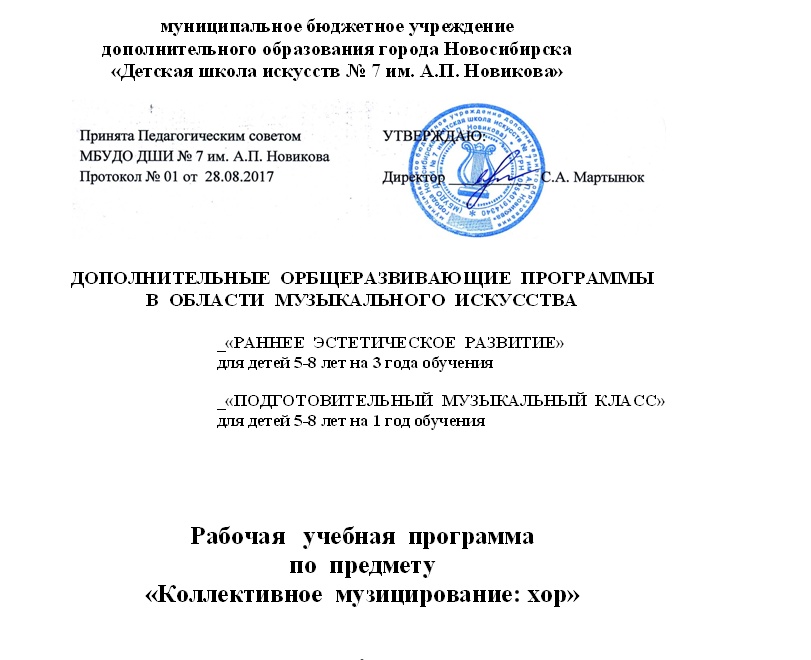 муниципальное бюджетное учреждение
дополнительного образования города Новосибирска
«Детская школа искусств № 7 им. А.П. Новикова»
Принята Педагогическим советом
МБУДО ДШИ № 7 им. А.П. Новикова
Протокол № 01 от 28.08.2017
УТВЕРЖДАЮ:
Директор ____________ С.А. Мартынюк
ДОПОЛНИТЕЛЬНЫЕ ОРБЩЕРАЗВИВАЮЩИЕ ПРОГРАММЫ
В ОБЛАСТИ МУЗЫКАЛЬНОГО ИСКУССТВА
_«РАННЕЕ ЭСТЕТИЧЕСКОЕ РАЗВИТИЕ»
для детей 5-8 лет на 3 года обучения
_«ПОДГОТОВИТЕЛЬНЫЙ МУЗЫКАЛЬНЫЙ КЛАСС»
для детей 5-8 лет на 1 год обучения
Рабочая учебная программа
по предмету
«Коллективное музицирование: хор»